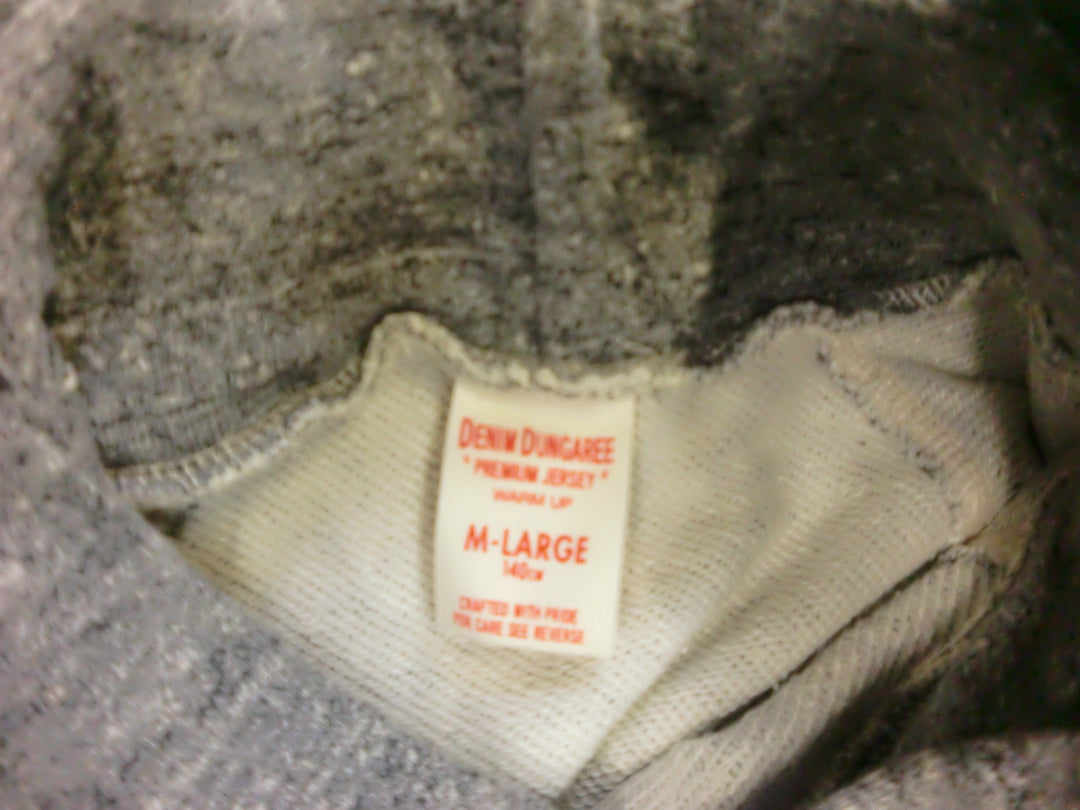 DENIM DUNGAREE
"PREMIUM JERSEY"
WARM UP
M-LARGE
140cm
CRAFTED WITH PRIDE
FOR CARE SEE REVERSE